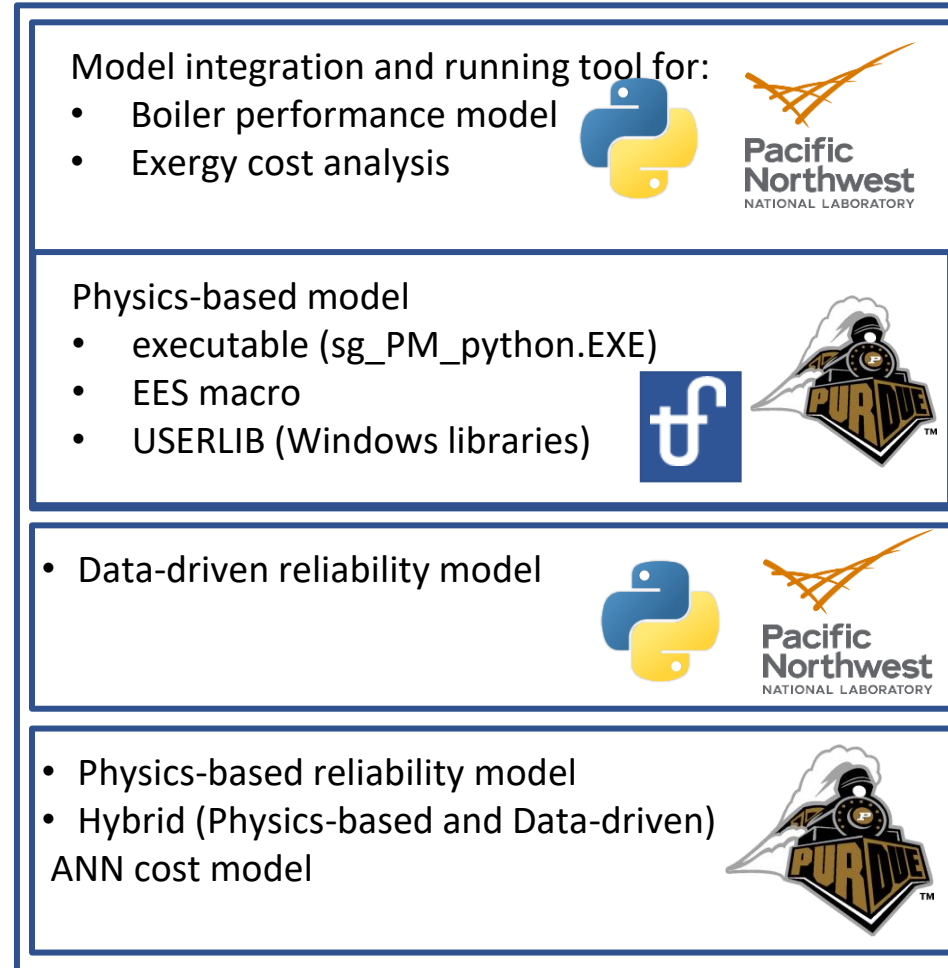 Model integration and running tool for:
• Boiler performance model
• Exergy cost analysis
Pacific
Northwest
NATIONAL LABORATORY
Physics-based model
• executable (sg_PM_python.EXE)
• EES macro
• USERLIB (Windows libraries)
P
PURDUE
TM
• Data-driven reliability model
Pacific
Northwest
NATIONAL LABORATORY
• Physics-based reliability model
• Hybrid (Physics-based and Data-driven)
ANN cost model
P
PURDUE
TM